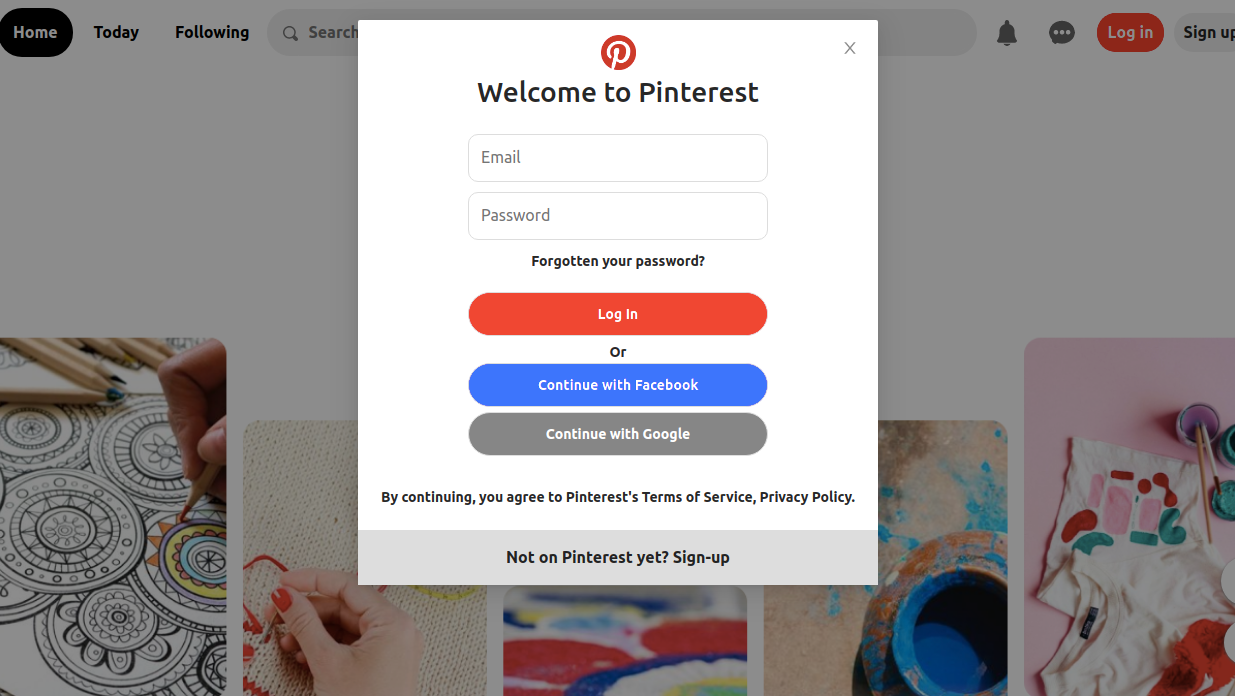 Home
Today
Following
Search
Log in
Sign up
Welcome to Pinterest
Email
Password
Forgotten your password?
Log In
Or
Continue with Facebook
Continue with Google
By continuing, you agree to Pinterest's Terms of Service, Privacy Policy.
Not on Pinterest yet? Sign-up